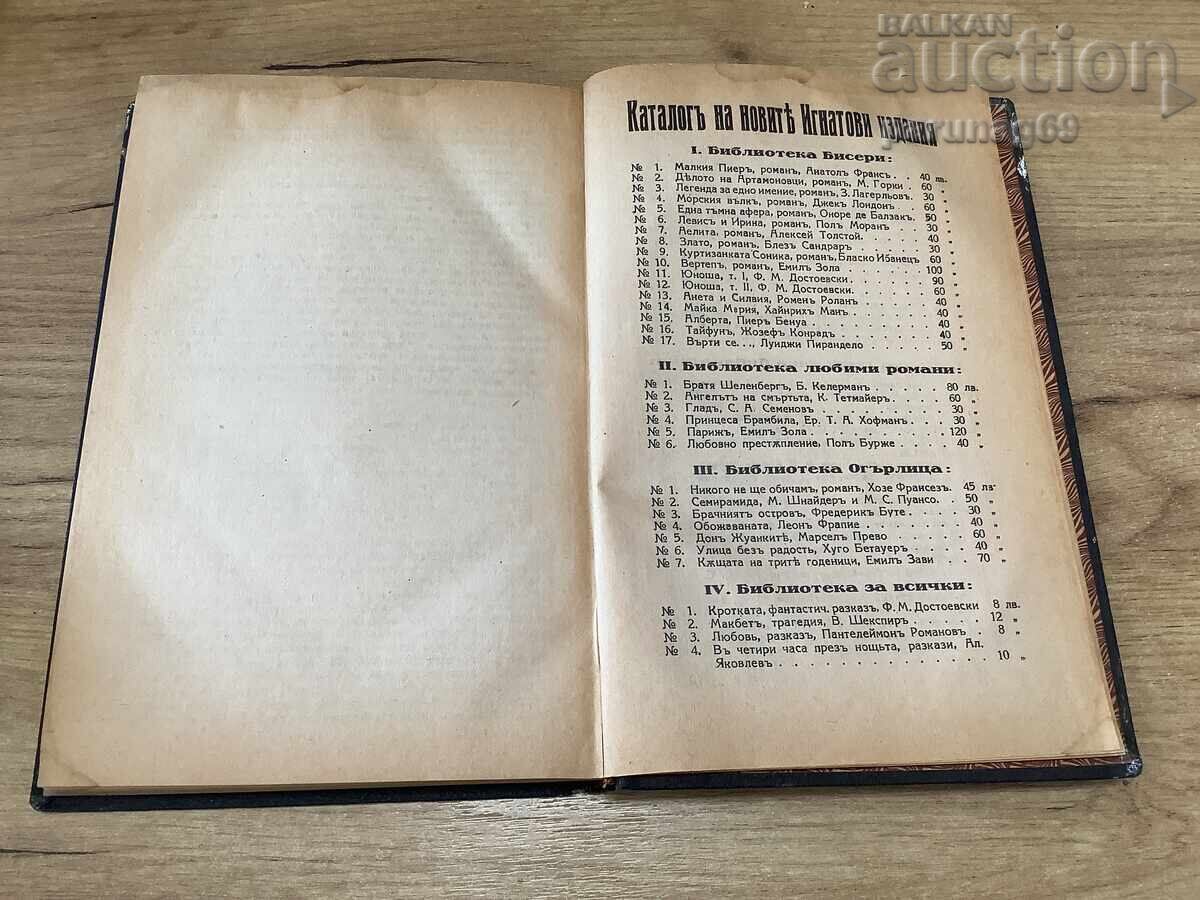 BALKAN
auction
parunag69
Каталогъ на новитѣ Игнатови издания
I. Библиотека Бисери:
№ 1. Малкия Пиеръ, романъ, Анатолъ Франсъ . 40 лв.
№ 2. Дѣлото на Артамоновци, романъ, М. Горки . 60 „
№ 3. Легенда за едно имение, романъ, З. Лагерльовъ. 30 „
№ 4. Морския вълкъ, романъ, Джекъ Лондонъ . 60 „
№ 5. Една тъмна афера, романъ, Оноре де Балзакъ. 50 „
№ 6. Левисъ и Ирина, романъ, Полъ Моранъ . . . 30 „
№ 7. Аелита, романъ, Алексей Толстой. . . . . . 40 „
№ 8. Злато, романъ, Блезъ Сандраръ . . . . . . 30 „
№ 9. Куртизанката Соника, романъ, Бласко Ибанецъ 60 „
№ 10. Вертепъ, романъ, Емилъ Зола . . . . . . 100 „
№ 11. Юноша, т. I, Ф. М. Достоевски . . . . . . 90 „
№ 12. Юноша, т. II, Ф. М. Достоевски. . . . . . 60 „
№ 13. Анета и Силвия, Роменъ Роланъ . . . . . 40 „
№ 14. Майка Мария, Хайнрихъ Манъ . . . . . . 40 „
№ 15. Алберта, Пиеръ Бенуа . . . . . . . . 40 „
№ 16. Тайфунъ, Жозефъ Конрадъ . . . . . . . 40 „
№ 17. Върти се..., Луиджи Пирандело . . . . . 50 „
II. Библиотека любими романи:
№ 1. Братя Шеленбергъ, Б. Келерманъ . . . . . 80 лв.
№ 2. Ангелътъ на смъртьта, К. Тетмайеръ . . . . 60 „
№ 3. Гладъ, С. А. Семеновъ . . . . . . . . 30 „
№ 4. Принцеса Брамбила, Ер. Т. А. Хофманъ. . . 30 „
№ 5. Парижъ, Емилъ Зола . . . . . . . . 120 „
№ 6. Любовно престѫпление, Полъ Бурже . . . 40 „
III. Библиотека Огърлица:
№ 1. Никого не ще обичамъ, романъ, Хозе Франсезъ. 45 лв
№ 2. Семирамида, М. Шнайдеръ и М. С. Пуансо. . 50 „
№ 3. Брачниятъ островъ, Фредерикъ Буте . . . . 30 „
№ 4. Обожаваната, Леонъ Фрапие . . . . . . . 40 „
№ 5. Донъ Жуанкитѣ, Марселъ Прево . . . . . 60 „
№ 6. Улица безъ радость, Хуго Бетауеръ . . . . 40 „
№ 7. Кѫщата на тритѣ годеници, Емилъ Зави . . 70 „
IV. Библиотека за всички:
№ 1. Кротката, фантастич. разказъ, Ф. М. Достоевски 8 лв.
№ 2. Макбетъ, трагедия, В. Шекспиръ . . . . . 12 „
№ 3. Любовь, разказъ, Пантелеймонъ Романовъ . 8 „
№ 4. Въ четири часа презъ нощьта, разкази, Ал.
Яковлевъ . . . . . . . . . . . . 10 „